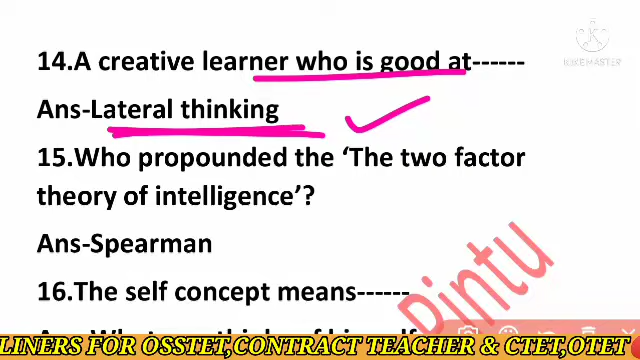 14.A creative learner who is good at------
KINEMASTER
Ans-Lateral thinking
15.Who propounded the ‘The two factor
theory of intelligence’?
Ans-Spearman
16.The self concept means------
Pintu
LINERS FOR OSSTET,CONTRACT TEACHER & CTET,OTET